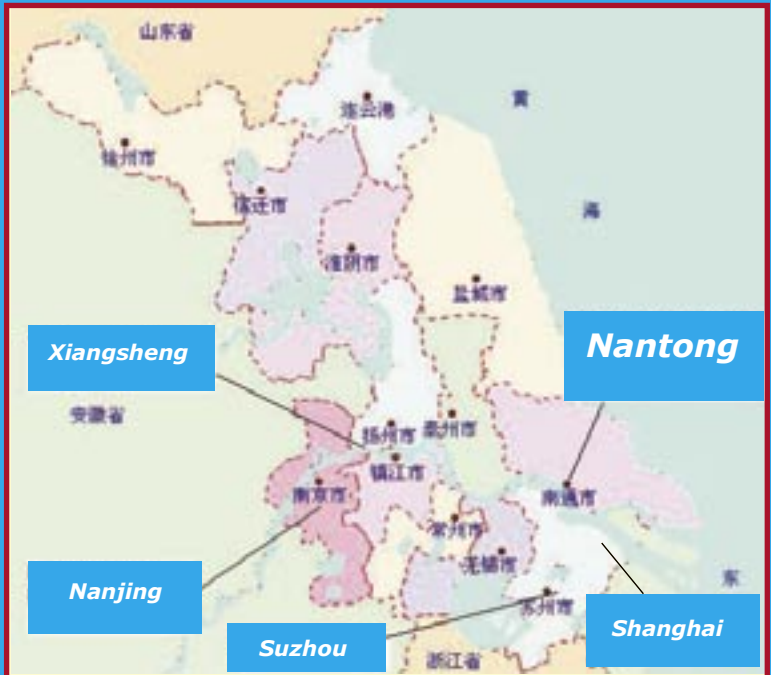 山东省
连云港
黄
徐州市
宿迁市
海
淮阴市
盐城市
Nantong
Xiangsheng
安徽省
扬州市
泰州市
镇江市
南京市
南通市
常州市
无锡市
Nanjing
东
苏州市
Shanghai
Suzhou
浙江省